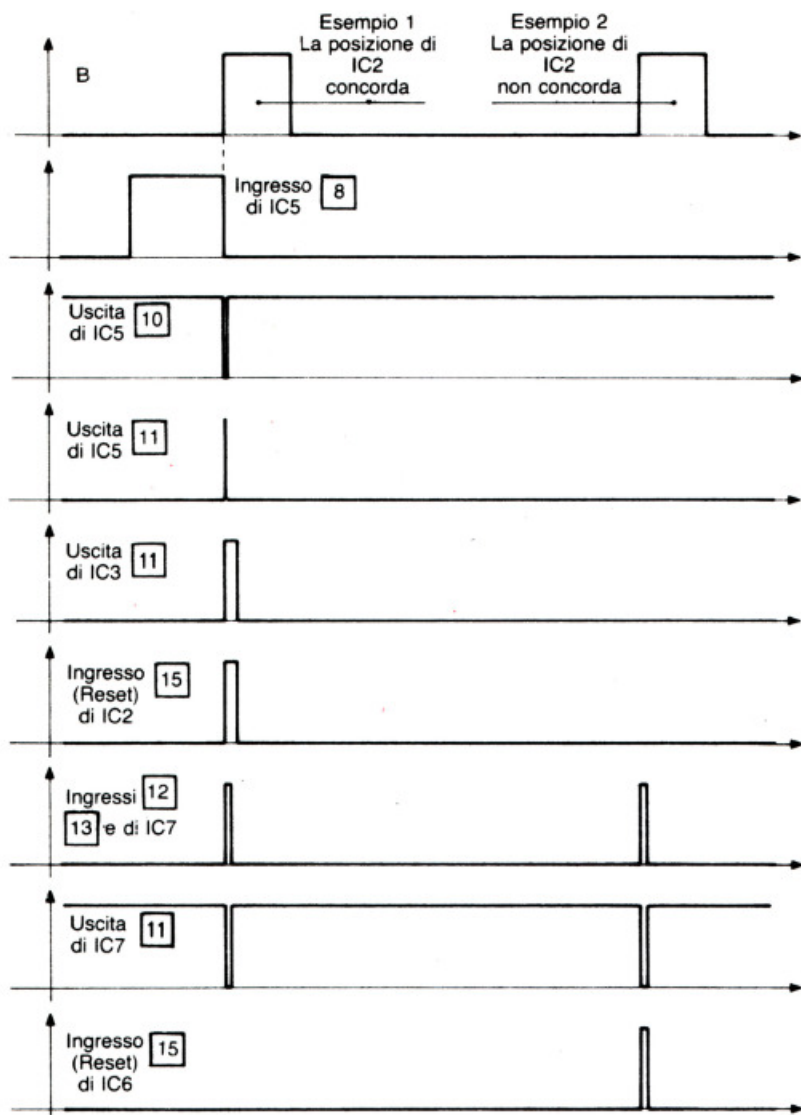 Esempio 1
La posizione di
IC2
concorda
Esempio 2
La posizione di
IC2
non concorda
B
Ingresso 8
di IC5
Uscita 10
di IC5
Uscita 11
di IC5
Uscita 11
di IC3
Ingresso 15
(Reset)
di IC2
Ingressi 12
13 e di IC7
Uscita 11
di IC7
Ingresso 15
(Reset)
di IC6